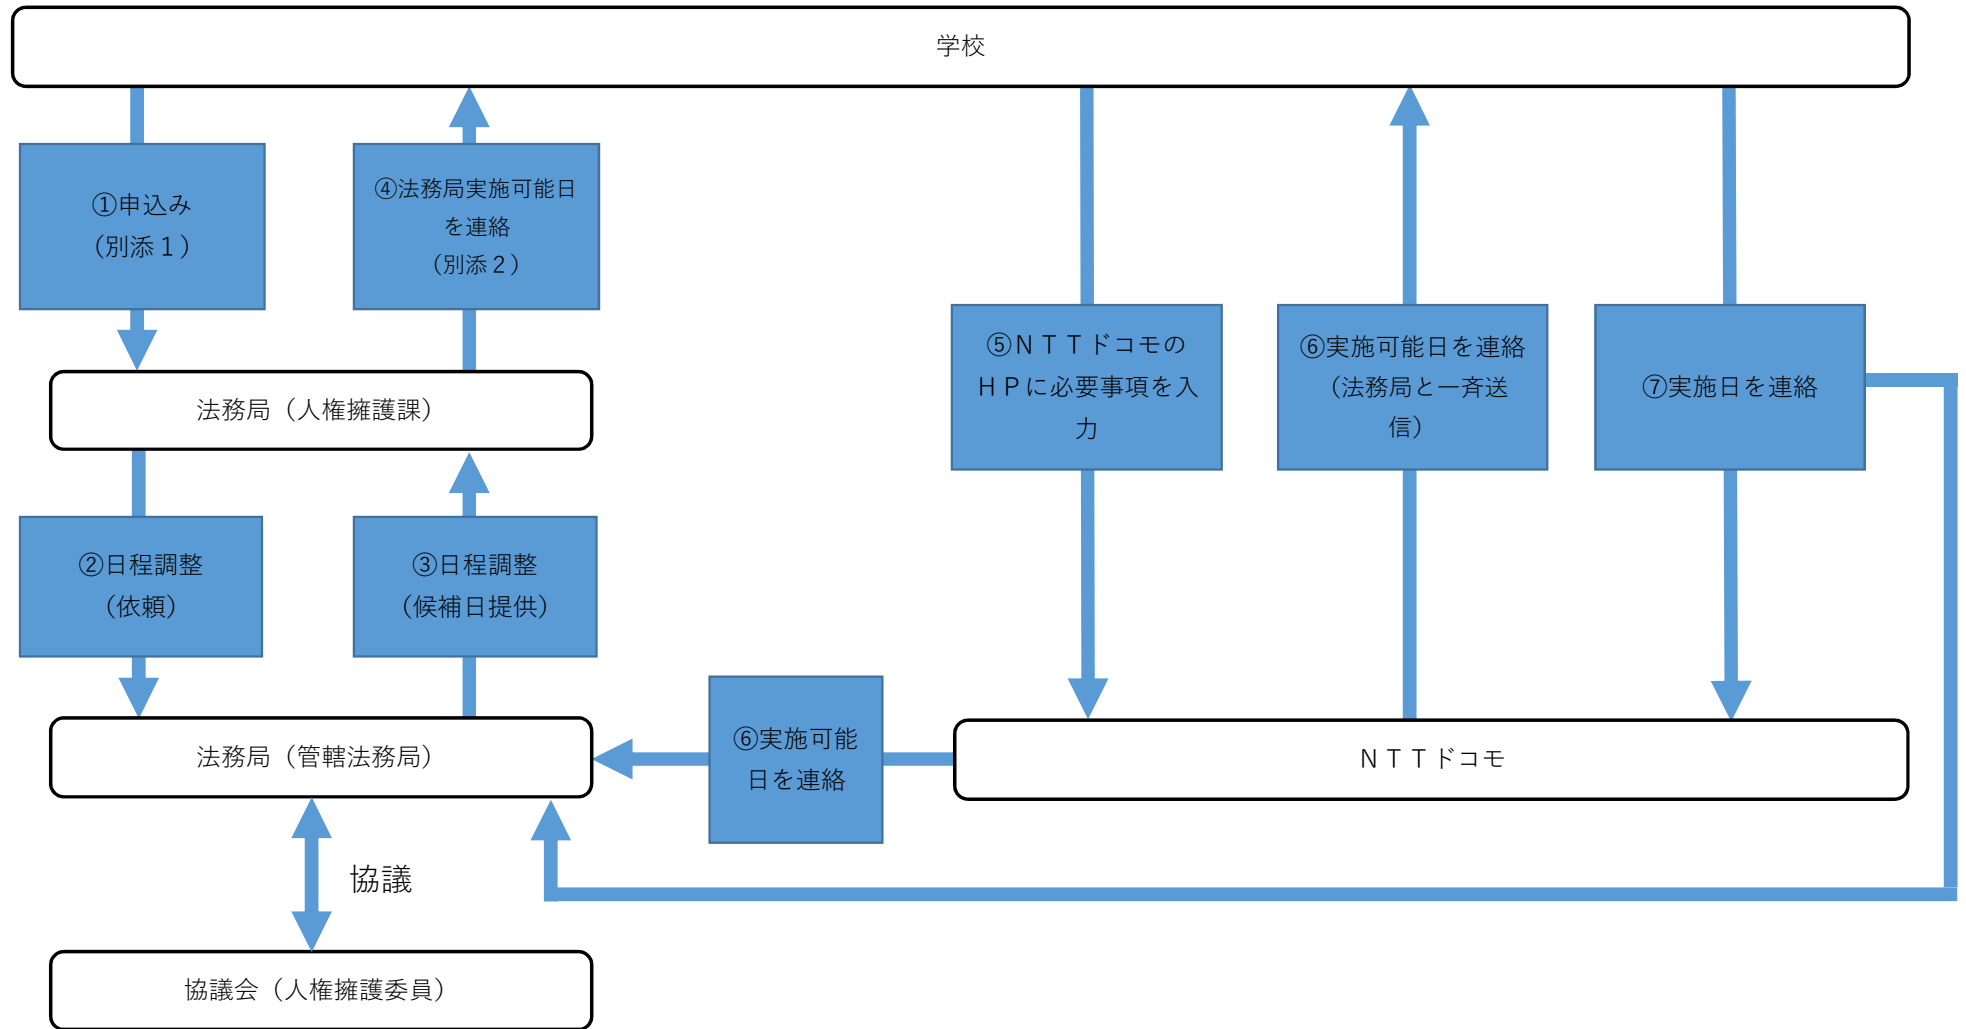 学校
①申込み
（別添１）
④法務局実施可能日
を連絡
（別添２）
⑤ＮＴＴドコモの
ＨＰに必要事項を入
力
⑥実施可能日を連絡
（法務局と一斉送
信）
⑦実施日を連絡
法務局（人権擁護課）
②日程調整
（依頼）
③日程調整
（候補日提供）
⑥実施可能
日を連絡
法務局（管轄法務局）
ＮＴＴドコモ
協議
協議会（人権擁護委員）